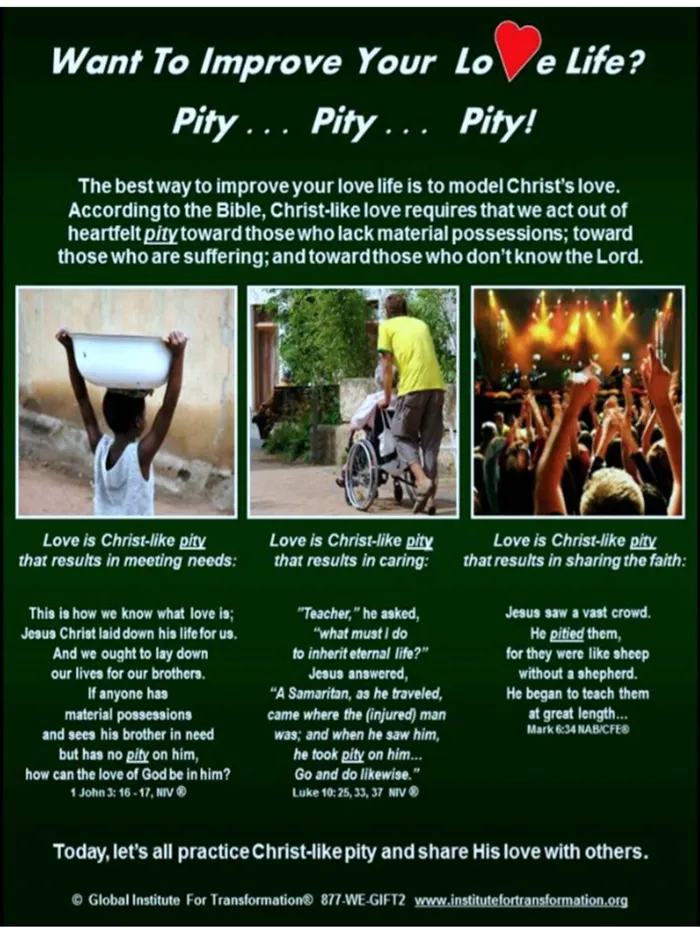 Want To Improve Your Lo❤e Life?
Pity . . . Pity . . . Pity!
The best way to improve your love life is to model Christ's love.
According to the Bible, Christ-like love requires that we act out of
heartfelt pity toward those who lack material possessions; toward
those who are suffering; and toward those who don't know the Lord.
Love is Christ-like pity
that results in meeting needs:
This is how we know what love is;
Jesus Christ laid down his life for us.
And we ought to lay down
our lives for our brothers.
If anyone has
material possessions
and sees his brother in need
but has no pity on him,
how can the love of God be in him?
1 John 3: 16 - 17, NIV ®
Love is Christ-like pity
that results in caring:
"Teacher," he asked,
"what must I do
to inherit eternal life?"
Jesus answered,
"A Samaritan, as he traveled,
came where the (injured) man
was; and when he saw him,
he took pity on him...
Go and do likewise."
Luke 10: 25, 33, 37 NIV ®
Love is Christ-like pity
that results in sharing the faith:
Jesus saw a vast crowd.
He pitied them,
for they were like sheep
without a shepherd.
He began to teach them
at great length...
Mark 6:34 NAB/CFE®
Today, let's all practice Christ-like pity and share His love with others.
© Global Institute For Transformation® 877-WE-GIFT2 www.institutefortransformation.org